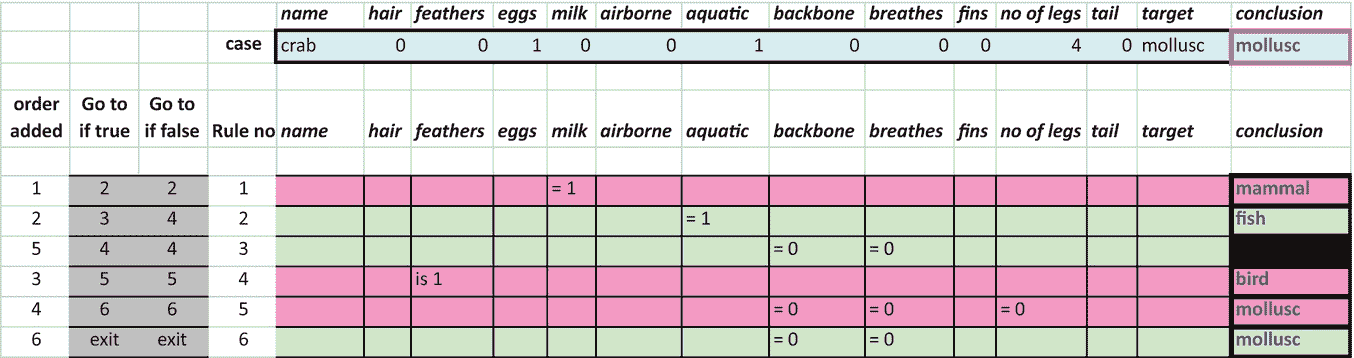 name hair feathers eggs milk airborne aquatic backbone breathes fins no of legs tail target conclusion
case crab 0 0 1 0 0 1 0 0 0 4 0 mollusc mollusc
order Go to Go to
added if true if false Rule no name hair feathers eggs milk airborne aquatic backbone breathes fins no of legs tail target conclusion
1 2 2 1 = 1 mammal
2 3 4 2 = 1 fish
5 4 4 3 = 0 = 0
3 5 5 4 is 1 bird
4 6 6 5 = 0 = 0 = 0 mollusc
6 exit exit 6 = 0 = 0 mollusc